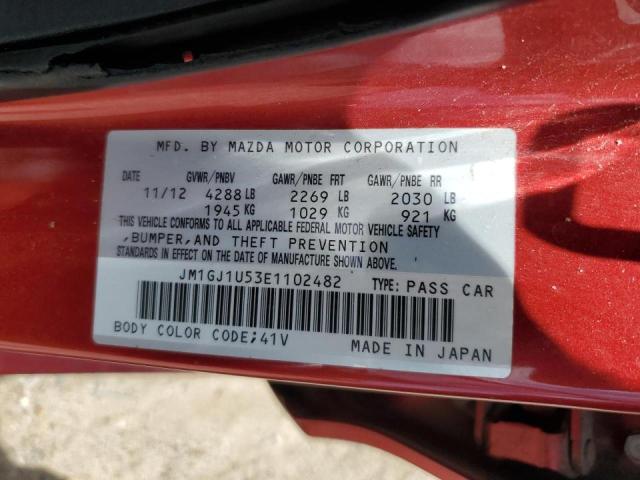 MFD. BY MAZDA MOTOR CORPORATION
DATE GVWR/PNBV GAWR/PNBE FRT GAWR/PNBE RR
11/12 4288 LB 2269 LB 2030 LB
1945 KG 1029 KG 921 KG
THIS VEHICLE CONFORMS TO ALL APPLICABLE FEDERAL MOTOR VEHICLE SAFETY
,BUMPER,AND THEFT PREVENTION
STANDARDS IN EFFECT ON THE DATE OF MANUFACTURE SHOWN ABOVE.
JM1GJ1U53E1102482 TYPE: PASS CAR
BODY COLOR CODE;41V MADE IN JAPAN